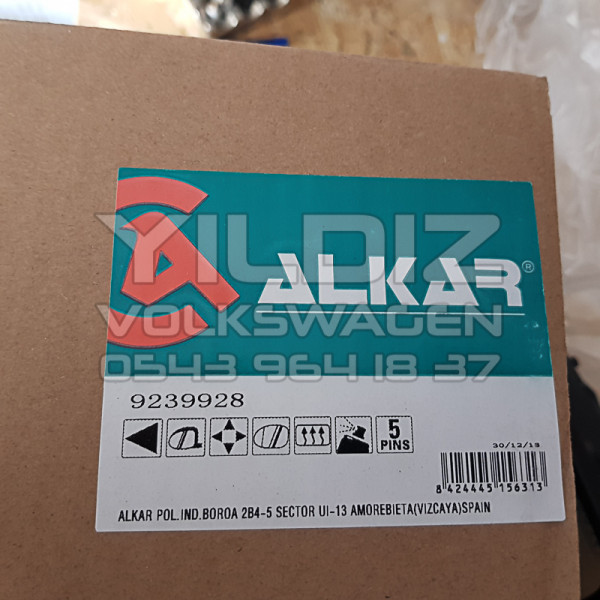 YILDIZ
ALKAR®
VOLKSWAGEN
0543 964 18 37
9239928
5
PINS
30/12/13
8 424445 156313
ALKAR POL.IND.BOROA 2B4-5 SECTOR UI-13 AMOREBIETA(VIZCAYA)SPAIN